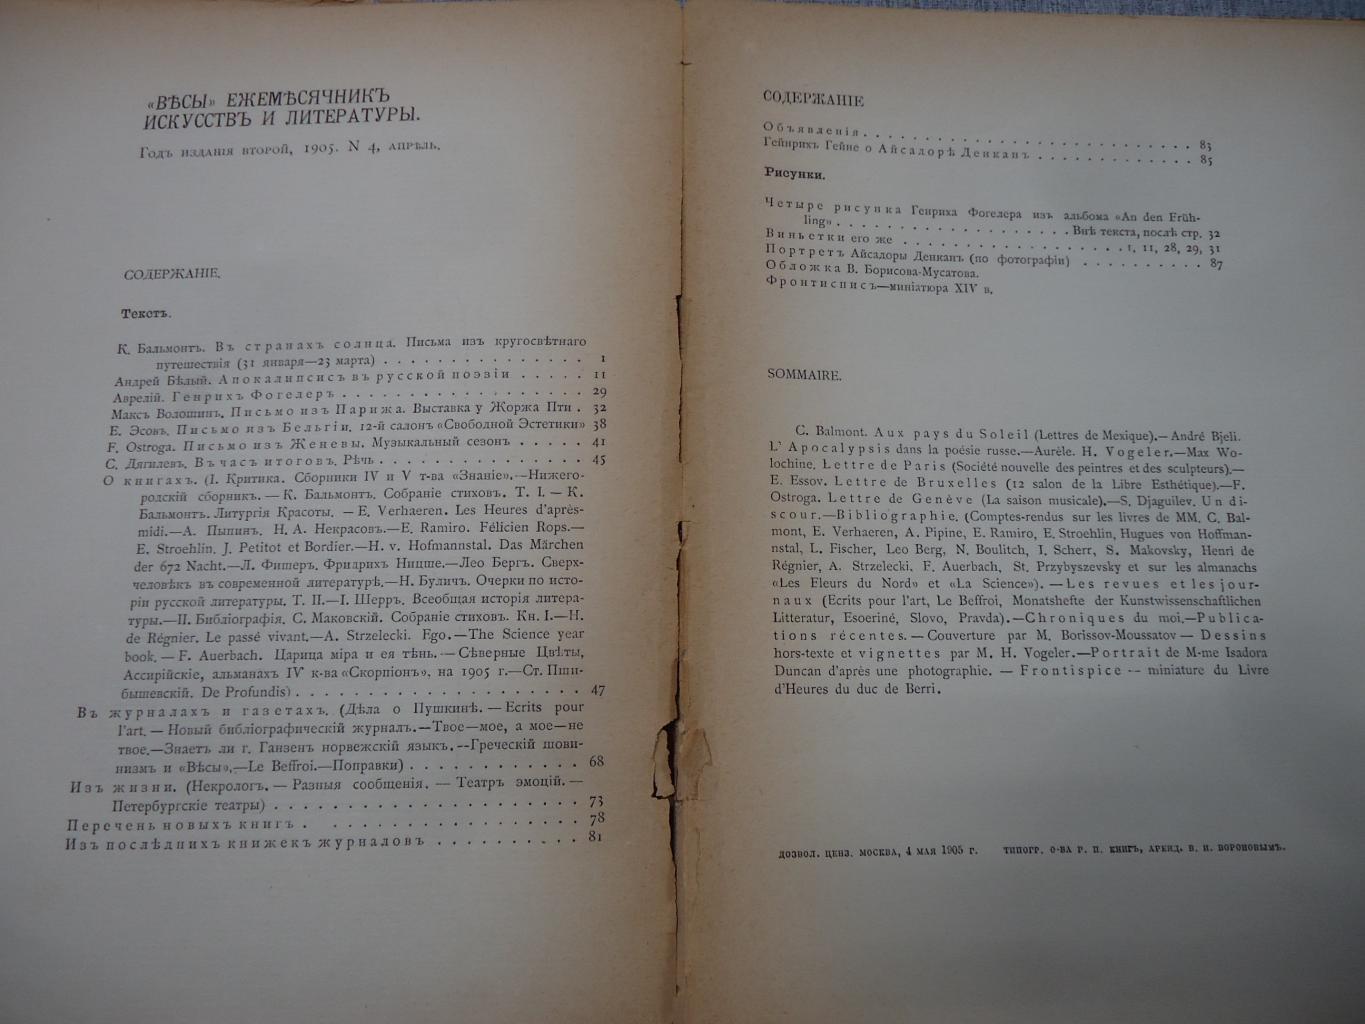 «ВѢСЫ» ЕЖЕМѢСЯЧНИКЪ
ИСКУССТВЪ И ЛИТЕРАТУРЫ.
Годъ изданія второй, 1905. N 4, апрѣль.
СОДЕРЖАНІЕ.
Текстъ.
К. Бальмонтъ. Въ странахъ солнца. Письма изъ кругосвѣтнаго
путешествія (31 января—23 марта) . . . . . . . . . . . . . . . 1
Андрей Бѣлый. Апокалипсисъ въ русской поэзіи . . . . . 11
Аврелій. Генрихъ Фогелеръ . . . . . . . . . . . . . . . . . . 29
Максъ Волошинъ. Письмо изъ Парижа. Выставка у Жоржа Пти . 32
Е. Эсовъ. Письмо изъ Бельгіи. 12-й салонъ «Свободной Эстетики» 38
F. Ostroga. Письмо изъ Женевы. Музыкальный сезонъ . . . . . 41
С. Дягилевъ. Въ часъ итоговъ. Рѣчь . . . . . . . . . . . . . . . 45
О книгахъ. (I. Критика. Сборники IV и V т-ва «Знаніе».—Нижего-
родскій сборникъ. — К. Бальмонтъ. Собраніе стиховъ. Т. I. — К.
Бальмонтъ. Литургія Красоты. — E. Verhaeren. Les Heures d'après-
midi.—А. Пыпинъ. Н. А. Некрасовъ.—E. Ramiro. Félicien Rops.—
E. Stroehlin. J. Petitot et Bordier.—H. v. Hofmannstal. Das Märchen
der 672 Nacht.—Л. Фишеръ. Фридрихъ Ницше.—Лео Бергъ. Сверх-
человѣкъ въ современной литературѣ.—Н. Буличъ. Очерки по исто-
ріи русской литературы. Т. II.—I. Шерръ. Всеобщая исторія литера-
туры.—II. Библіографія. С. Маковскій. Собраніе стиховъ. Кн. I.—H.
de Régnier. Le passé vivant.—A. Strzelecki. Ego.—The Science year
book. — F. Auerbach. Царица міра и ея тѣнь.—Сѣверные Цвѣты,
Ассирійскіе, альманахъ IV к-ва «Скорпіонъ», на 1905 г.—Ст. Пши-
бышевскій. De Profundis) . . . . . . . . . . . . . . . . . . . . . 47
Въ журналахъ и газетахъ. (Дѣла о Пушкинѣ. — Ecrits pour
l'art. — Новый библіографическій журналъ.—Твое—мое, а мое—не
твое.—Знаетъ ли г. Ганзенъ норвежскій языкъ.—Греческій шови-
низмъ и «Вѣсы».—Le Beffroi.—Поправки) . . . . . . . . . . . . 68
Изъ жизни. (Некрологъ. — Разныя сообщенія. — Театръ эмоцій. —
Петербургскіе театры) . . . . . . . . . . . . . . . . . . . . . . 73
Перечень новыхъ книгъ . . . . . . . . . . . . . . . . . 78
Изъ послѣднихъ книжекъ журналовъ . . . . . . . . . . 81
СОДЕРЖАНІЕ
Объявленія . . . . . . . . . . . . . . . . . . . . . . . . 83
Гейнрихъ Гейне о Айсадорѣ Денканъ . . . . . . . . . . . . . 85
Рисунки.
Четыре рисунка Генриха Фогелера изъ альбома «An den Früh-
ling» . . . . . . . . . . . . . . . . . . Внѣ текста, послѣ стр. 32
Виньетки его же . . . . . . . . . . . . . . . . . 1, 11, 28, 29, 31
Портретъ Айсадоры Денканъ (по фотографіи) . . . . . . . . . 87
Обложка В. Борисова-Мусатова.
Фронтисписъ—миніатюра XIV в.
SOMMAIRE.
C. Balmont. Aux pays du Soleil (Lettres de Mexique).— André Bjeli.
L' Apocalypsis dans la poésie russe.—Aurèle. H. Vogeler.—Max Wo-
lochine. Lettre de Paris (Société nouvelle des peintres et des sculpteurs).—
E. Essov. Lettre de Bruxelles (12 salon de la Libre Esthétique).—F.
Ostroga. Lettre de Genève (La saison musicale).—S. Djaguilev. Un di-
scour.—Bibliographie. (Comptes-rendus sur les livres de MM. C. Bal-
mont, E. Verhaeren, A. Pipine, E. Ramiro, E. Stroehlin, Hugues von Hoffman-
nstal, L. Fischer, Leo Berg, N. Boulitch, I. Scherr, S. Makovsky, Henri de
Régnier, A. Strzelecki, F. Auerbach, St. Przybyszevsky et sur les almanachs
«Les Fleurs du Nord» et «La Science»).—Les revues et les jour-
naux (Ecrits pour l'art, Le Beffroi, Monatshefte der Kunstwissenschaftlichen
Litteratur, Esoeriné, Slovo, Pravda).—Chroniques du moi.—Publica-
tions récentes.—Couverture par M. Borissov-Moussatov — Dessins
hors-texte et vignettes par M. H. Vogeler.—Portrait de M-me Isadora
Duncan d'après une photographie. — Frontispice — miniature du Livre
d'Heures du duc de Berri.
ДОЗВОЛ. ЦЕНЗ. МОСКВА, 4 МАЯ 1905 г. ТИПОГР. О-ВА Р. П. КНИГЪ, АРЕНД. В. И. ВОРОНОВЫМЪ.